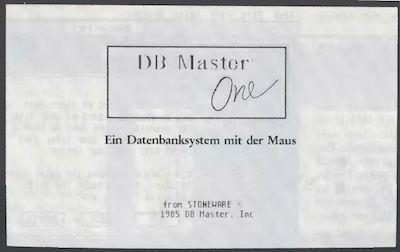 DB Master
One
Ein Datenbanksystem mit der Maus
from STONEWARE
1985 DB Master, Inc